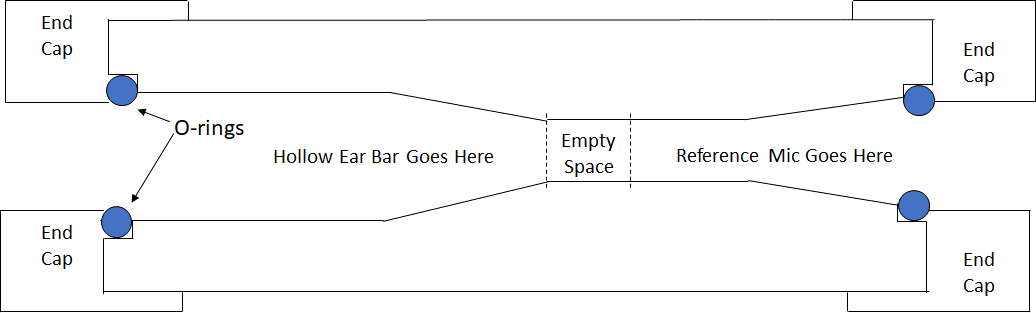 End
Cap
End
Cap
O-rings
Hollow Ear Bar Goes Here
Empty
Space
Reference Mic Goes Here
End
Cap
End
Cap